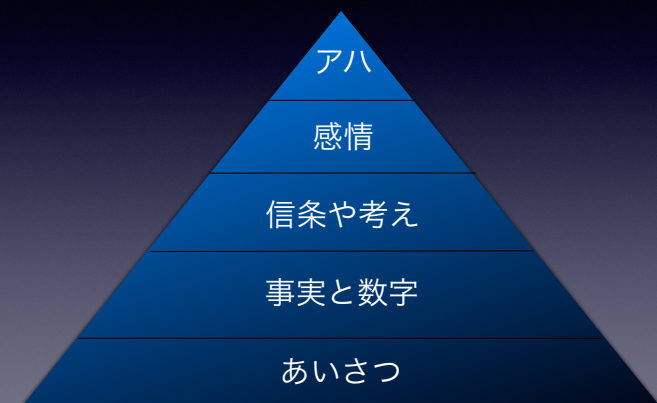 アハ
感情
信条や考え
事実と数字
あいさつ